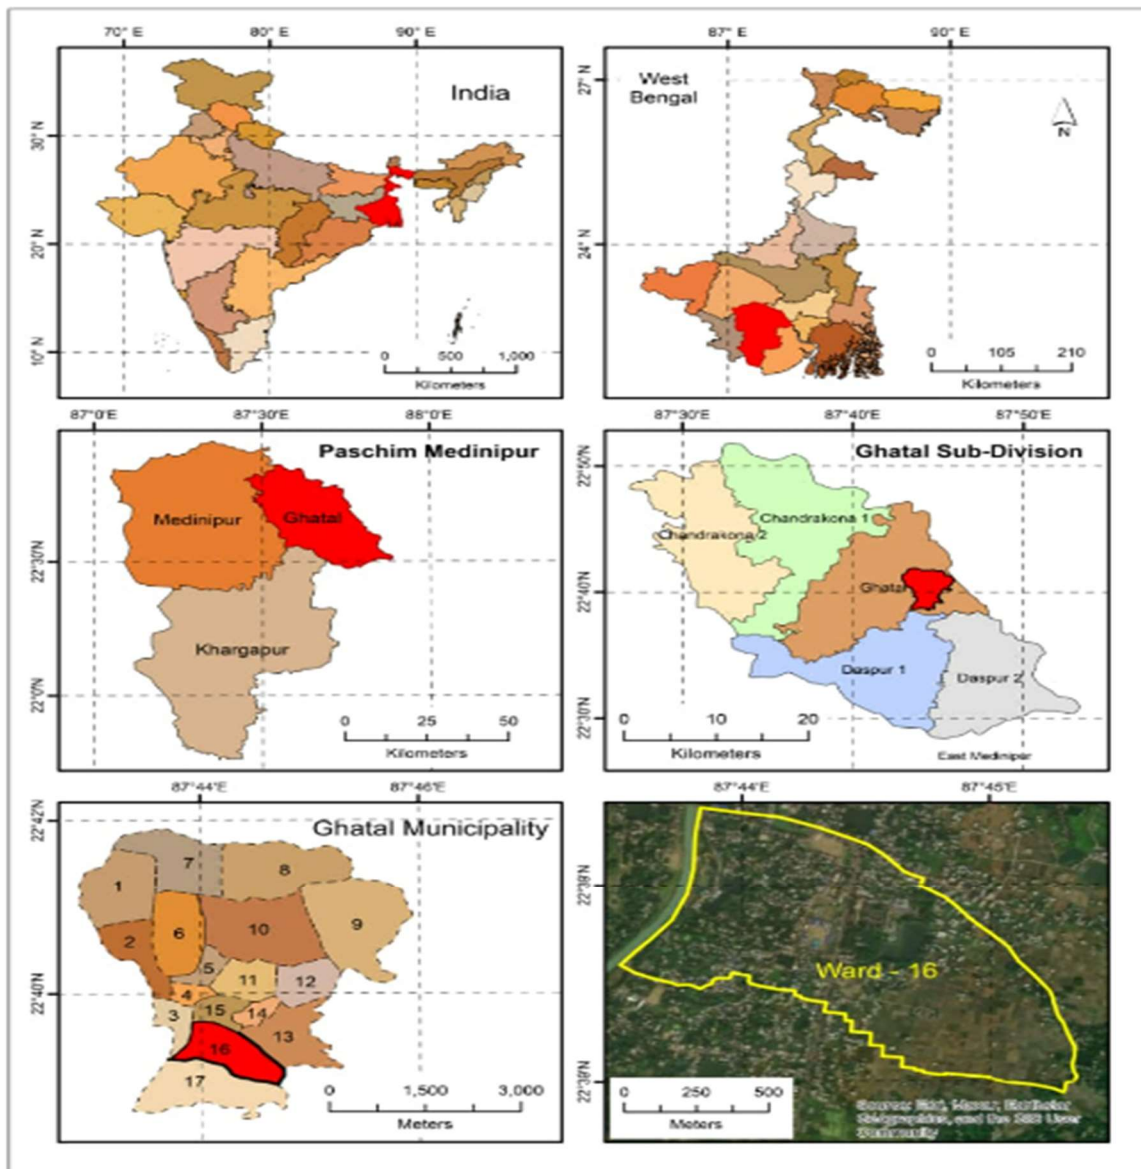 70° E 80° E 90° E
India
30° N
20° N
10° N
0 500 1,000
Kilometers
87° E 90° E
West
Bengal
N
27° N
24° N
0 105 210
Kilometers
87°0'E 87°30'E 88°0'E
Paschim Medinipur
Medinipur
Ghatal
Khargapur
22°30'N
22°0'N
0 25 50
Kilometers
87°30'E 87°40'E 87°50'E
Ghatal Sub-Division
22°50'N
22°40'N
22°30'N
Chandrakona 1
Chandrakona 2
Ghatal
Daspur 1
Daspur 2
0 10 20
Kilometers
East Medinipur
87°44'E 87°46'E
Ghatal Municipality
22°42'N
22°40'N
7
8
1
9
6
10
2
5
11
12
4
15
14
3
13
16
17
0 1,500 3,000
Meters
87°44'E 87°45'E
22°39'N
22°38'N
Ward - 16
0 250 500
Meters
and the GIS User
Community